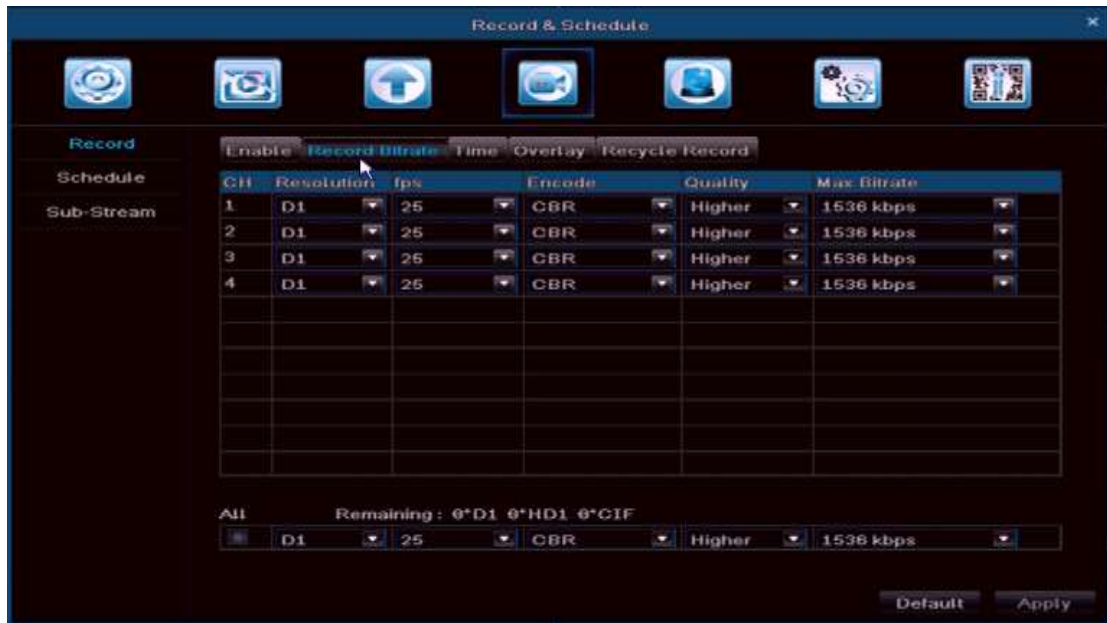 Record & Schedule
Record
Schedule
Sub-Stream
Enable Record Bitrate Time Overlay Recycle Record
CH Resolution fps Encode Quality Max Bitrate
1 D1 25 CBR Higher 1536 kbps
2 D1 25 CBR Higher 1536 kbps
3 D1 25 CBR Higher 1536 kbps
4 D1 25 CBR Higher 1536 kbps
All Remaining : 0*D1 0*HD1 0*CIF
D1 25 CBR Higher 1536 kbps
Default Apply